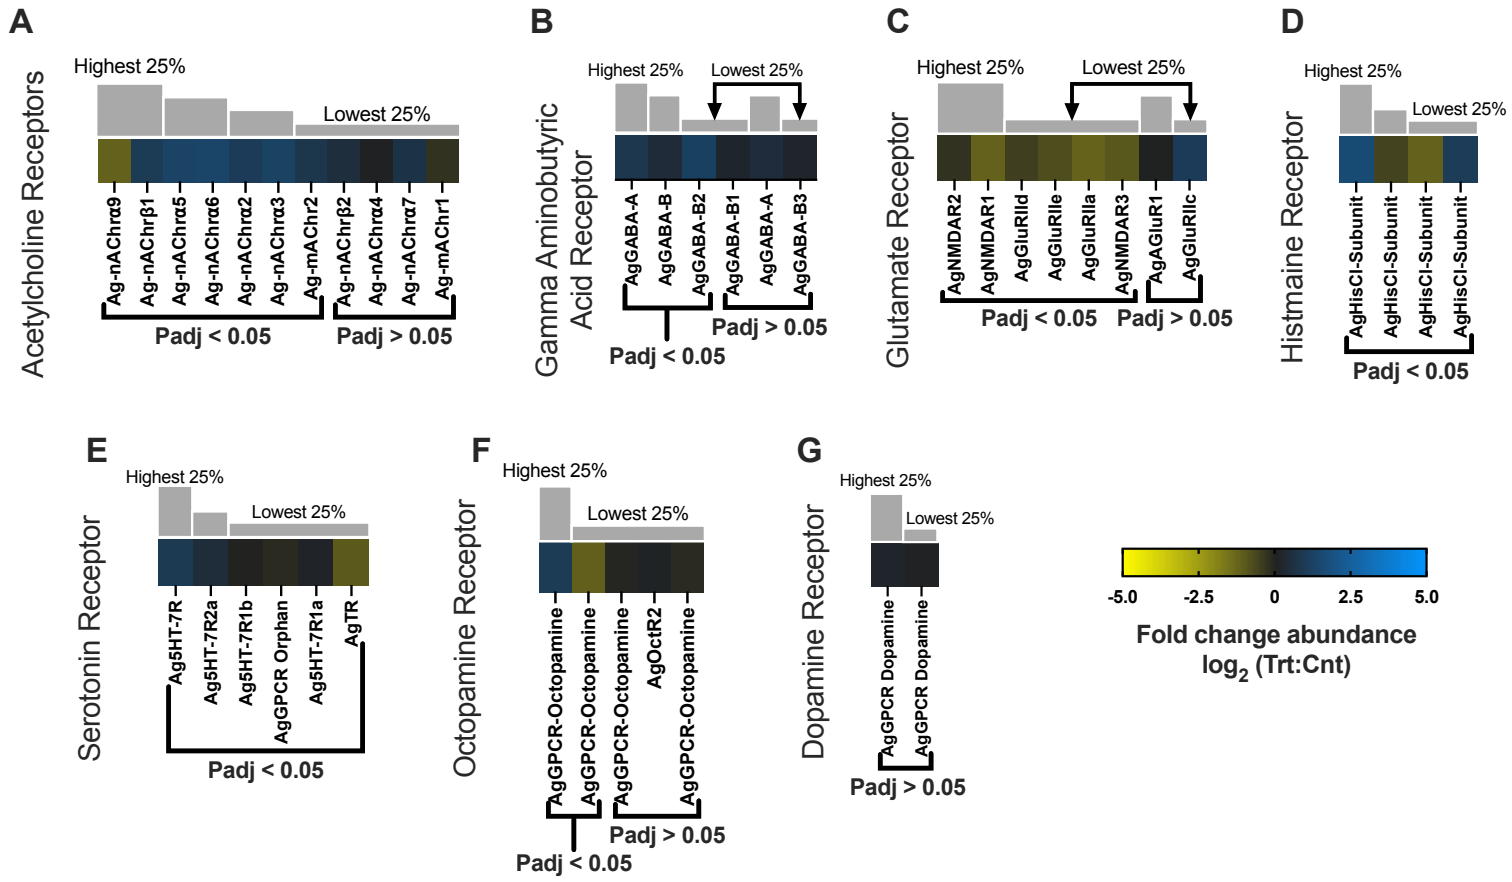 A
Acetylcholine Receptors
Highest 25%
Lowest 25%
Ag-nAChrα9
Ag-nAChrβ1
Ag-nAChrα5
Ag-nAChrα6
Ag-nAChrα2
Ag-nAChrα3
Ag-mAChr2
Ag-nAChrβ2
Ag-nAChrα4
Ag-nAChrα7
Ag-mAChr1
Padj < 0.05
Padj > 0.05
B
Gamma Aminobutyric
Acid Receptor
Highest 25%
Lowest 25%
AgGABA-A
AgGABA-B
AgGABA-B2
AgGABA-B1
AgGABA-A
AgGABA-B3
Padj < 0.05
Padj > 0.05
C
Glutamate Receptor
Highest 25%
Lowest 25%
AgNMDAR2
AgNMDAR1
AgGluRIId
AgGluRIIe
AgGluRIIa
AgNMDAR3
AgAGluR1
AgGluRIIc
Padj < 0.05
Padj > 0.05
D
Histmaine Receptor
Highest 25%
Lowest 25%
AgHisCl-Subunit
AgHisCl-Subunit
AgHisCl-Subunit
AgHisCl-Subunit
Padj < 0.05
E
Serotonin Receptor
Highest 25%
Lowest 25%
Ag5HT-7R
Ag5HT-7R2a
Ag5HT-7R1b
AgGPCR Orphan
Ag5HT-7R1a
AgTR
Padj < 0.05
F
Octopamine Receptor
Highest 25%
Lowest 25%
AgGPCR-Octopamine
AgGPCR-Octopamine
AgGPCR-Octopamine
AgOctR2
AgGPCR-Octopamine
Padj < 0.05
Padj > 0.05
G
Dopamine Receptor
Highest 25%
Lowest 25%
AgGPCR Dopamine
AgGPCR Dopamine
Padj > 0.05
-5.0 -2.5 0 2.5 5.0
Fold change abundance
log2 (Trt:Cnt)